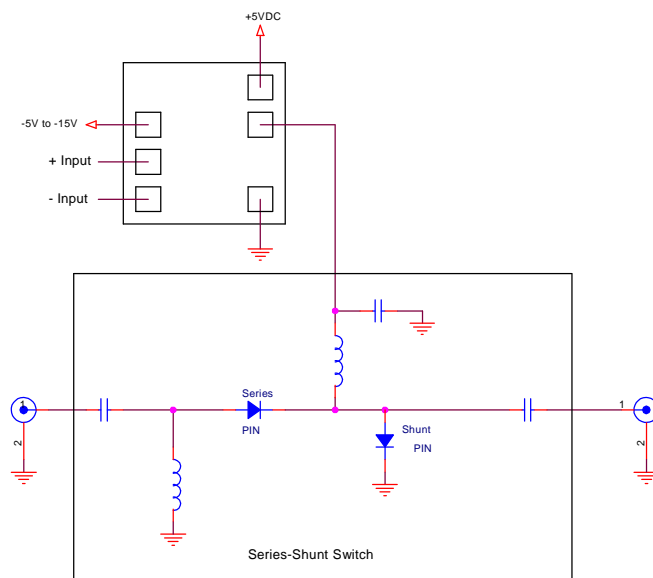 +5VDC
-5V to -15V
+ Input
- Input
Series
PIN
Shunt
PIN
1
2
1
2
Series-Shunt Switch